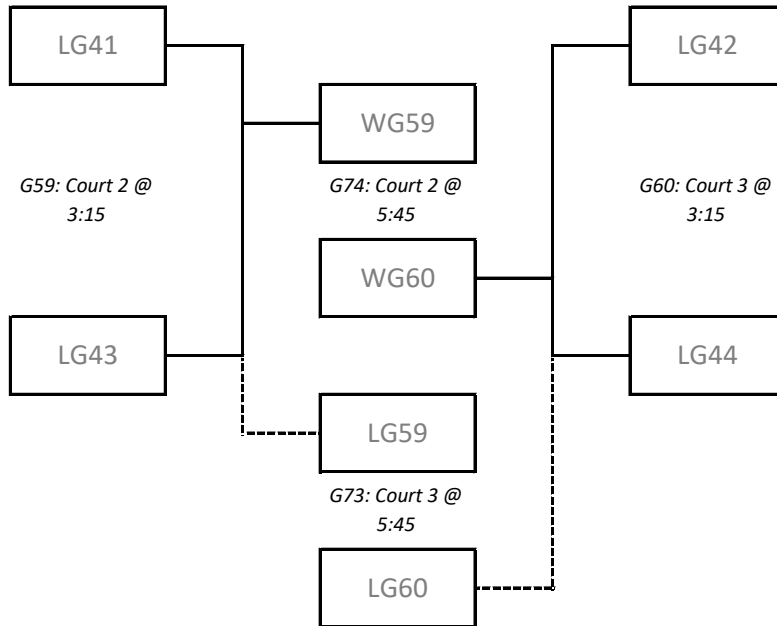 LG41
LG42
WG59
G59: Court 2 @
3:15
G74: Court 2 @
5:45
G60: Court 3 @
3:15
WG60
LG43
LG44
LG59
G73: Court 3 @
5:45
LG60